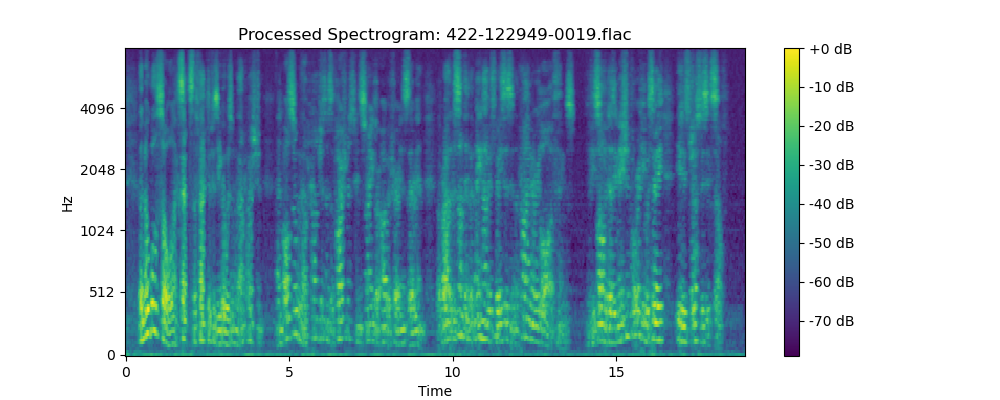 Processed Spectrogram: 422-122949-0019.flac
+0 dB
-10 dB
-20 dB
-30 dB
-40 dB
-50 dB
-60 dB
-70 dB
4096
2048
1024
512
0
Hz
0 5 10 15
Time